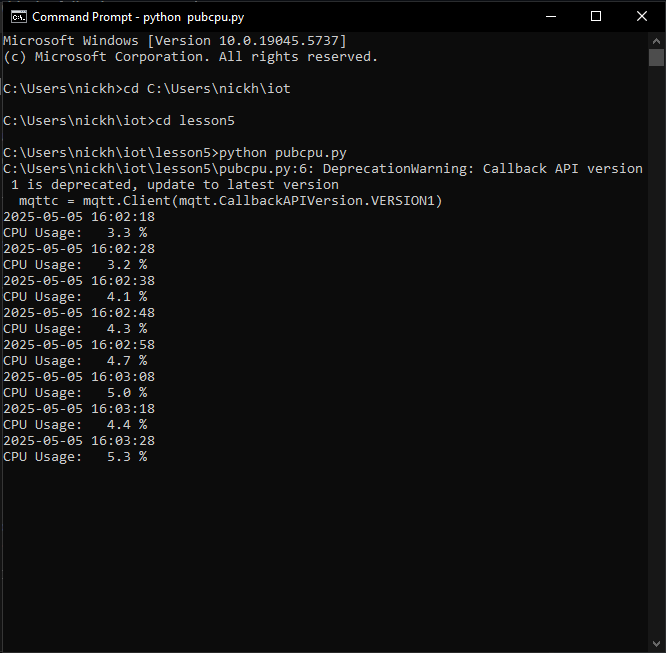 Command Prompt - python  pubcpu.py
Microsoft Windows [Version 10.0.19045.5737]
(c) Microsoft Corporation. All rights reserved.
C:\Users\nickh>cd C:\Users\nickh\iot
C:\Users\nickh\iot>cd lesson5
C:\Users\nickh\iot\lesson5>python pubcpu.py
C:\Users\nickh\iot\lesson5\pubcpu.py:6: DeprecationWarning: Callback API version
 1 is deprecated, update to latest version
  mqttc = mqtt.Client(mqtt.CallbackAPIVersion.VERSION1)
2025-05-05 16:02:18
CPU Usage:   3.3 %
2025-05-05 16:02:28
CPU Usage:   3.2 %
2025-05-05 16:02:38
CPU Usage:   4.1 %
2025-05-05 16:02:48
CPU Usage:   4.3 %
2025-05-05 16:02:58
CPU Usage:   4.7 %
2025-05-05 16:03:08
CPU Usage:   5.0 %
2025-05-05 16:03:18
CPU Usage:   4.4 %
2025-05-05 16:03:28
CPU Usage:   5.3 %